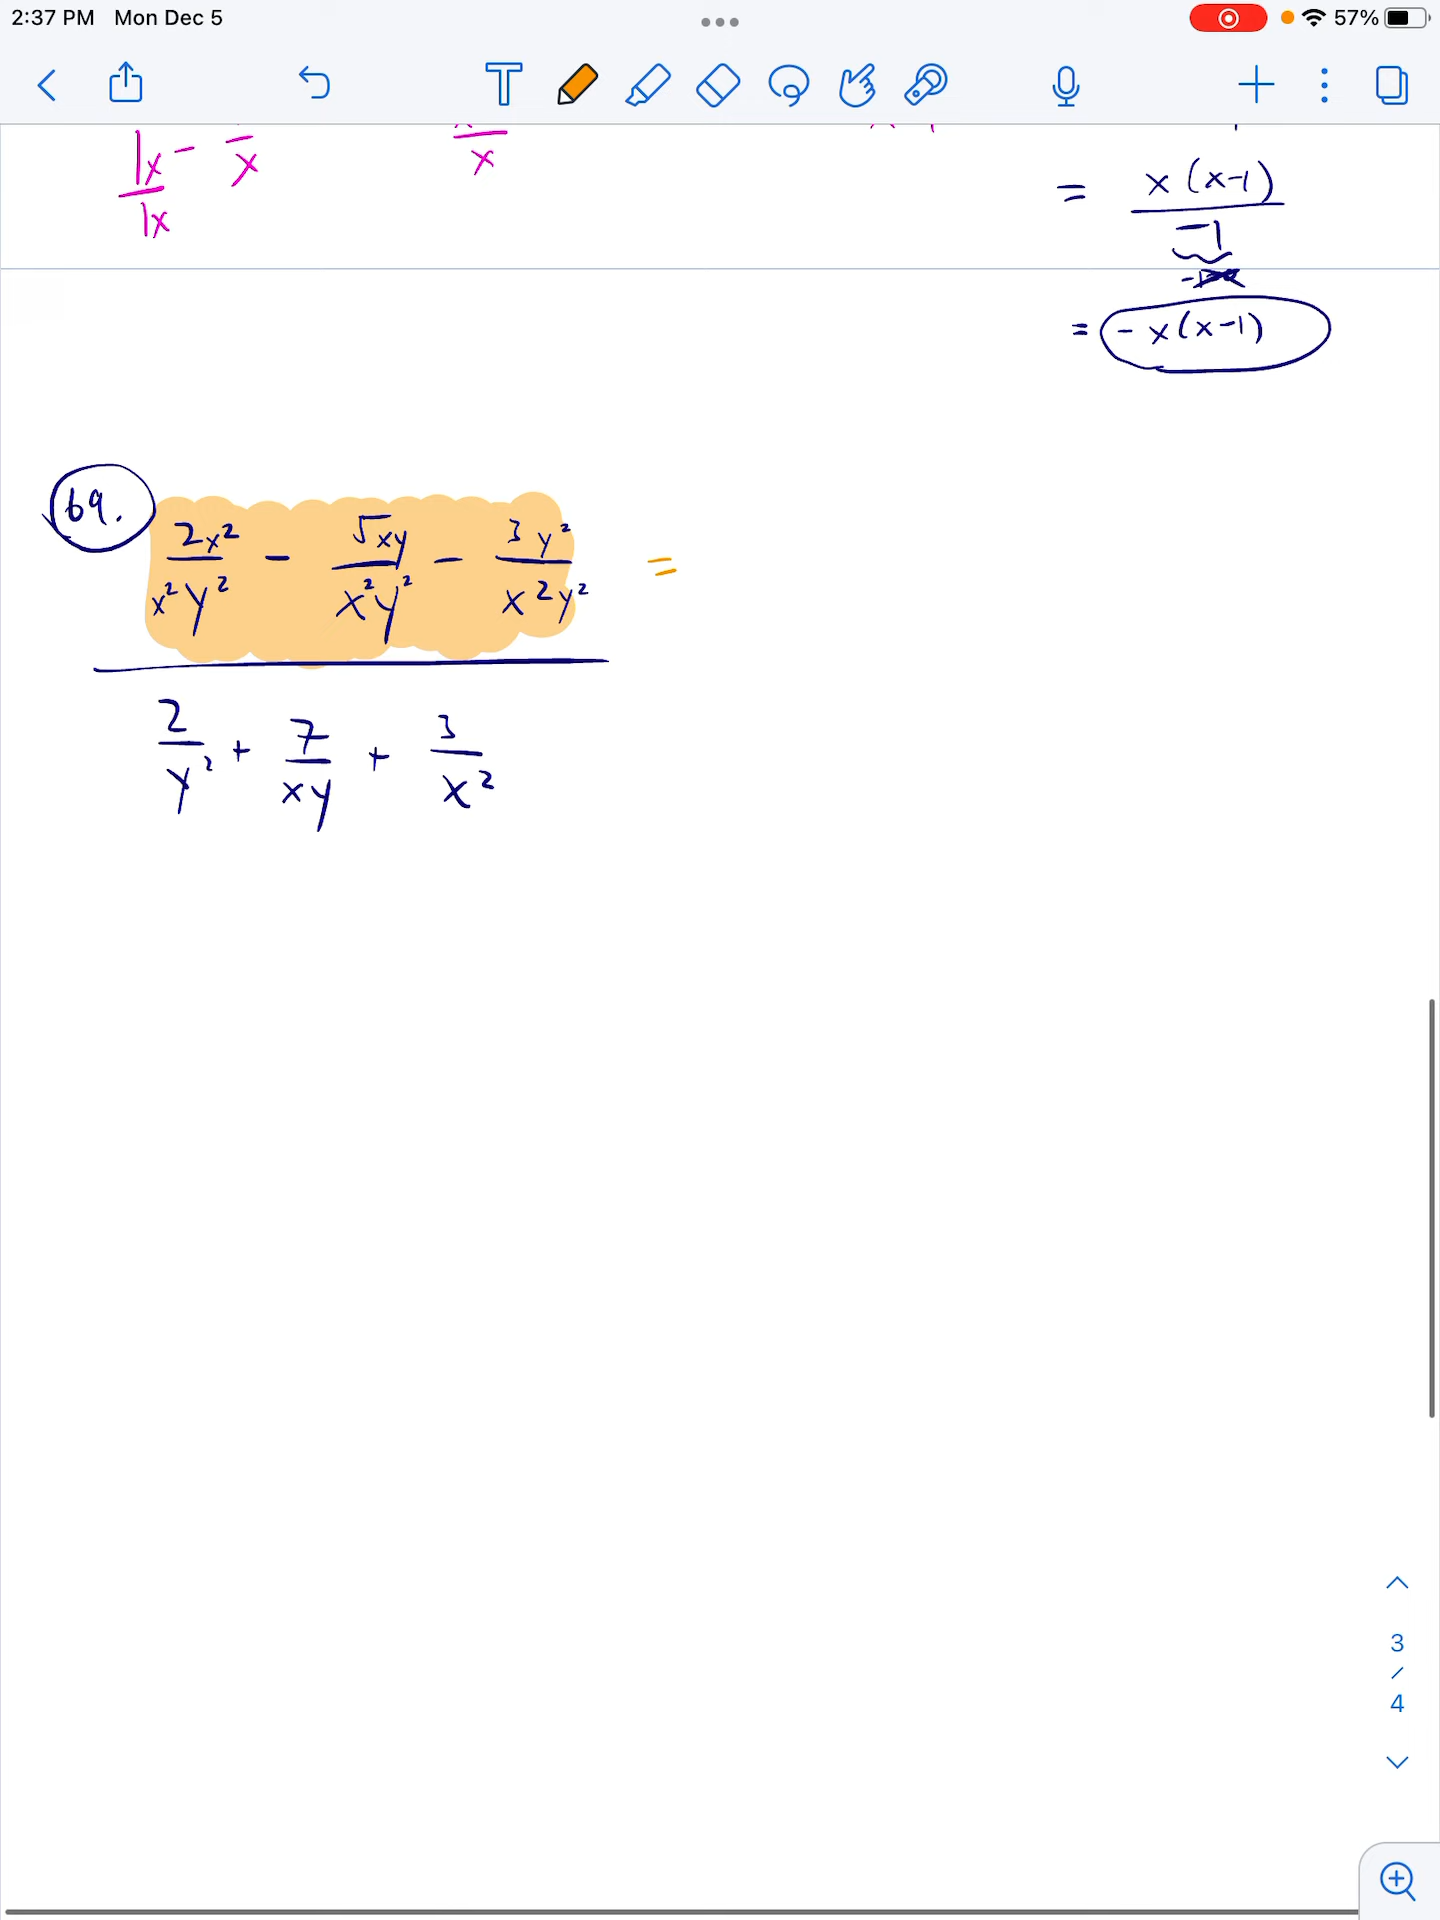 2:37 PM Mon Dec 5 57%
1x - —/x
1x
x
= x(x-1)
-1
= -x(x-1)
69.
2x²/x²y² - 5xy/x²y² - 3y²/x²y² =
2/y² + 7/xy + 3/x²
3
/
4